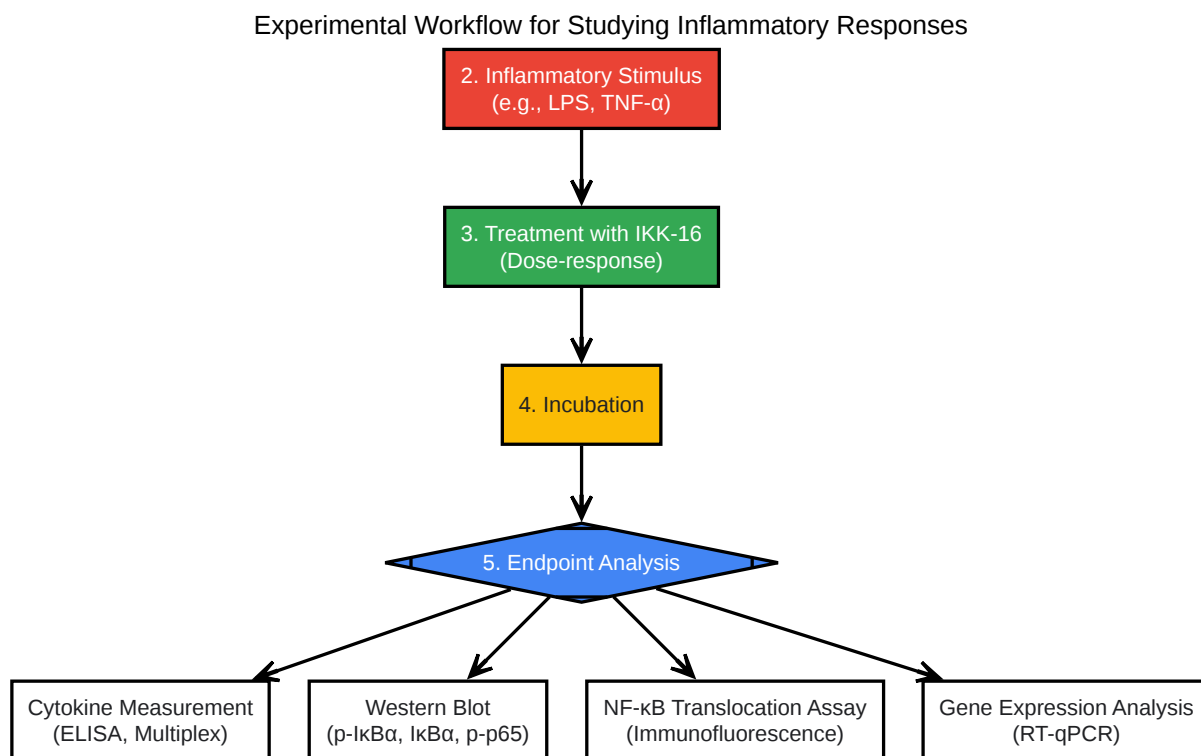 Experimental Workflow for Studying Inflammatory Responses
2. Inflammatory Stimulus
(e.g., LPS, TNF-α)
3. Treatment with IKK-16
(Dose-response)
4. Incubation
5. Endpoint Analysis
Cytokine Measurement
(ELISA, Multiplex)
Western Blot
(p-IκBα, IκBα, p-p65)
NF-κB Translocation Assay
(Immunofluorescence)
Gene Expression Analysis
(RT-qPCR)